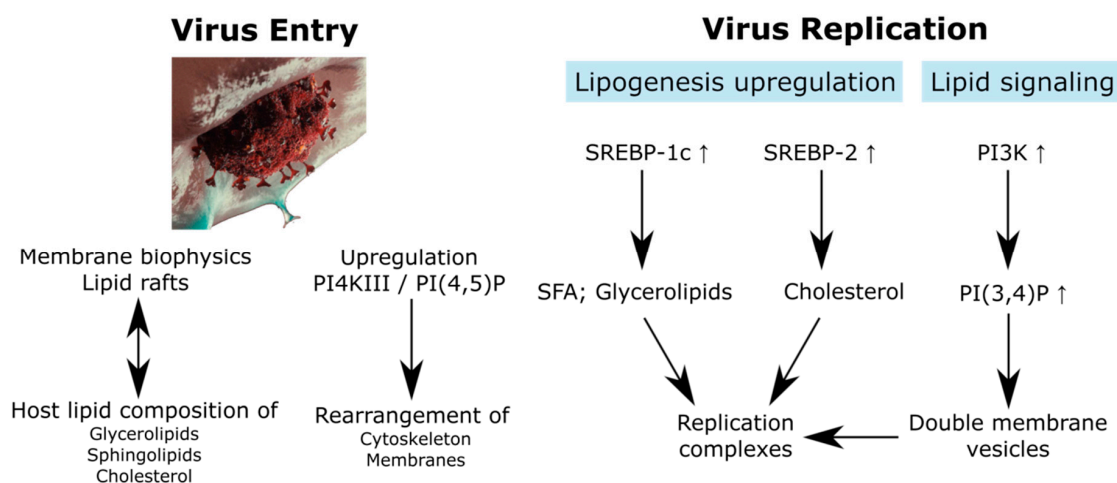 Virus Entry
Membrane biophysics
Lipid rafts
Host lipid composition of
Glycerolipids
Sphingolipids
Cholesterol
Upregulation
PI4KIII / PI(4,5)P
Rearrangement of
Cytoskeleton
Membranes
Virus Replication
Lipogenesis upregulation
Lipid signaling
SREBP-1c ↑
SREBP-2 ↑
PI3K ↑
SFA; Glycerolipids
Cholesterol
PI(3,4)P ↑
Replication
complexes
Double membrane
vesicles